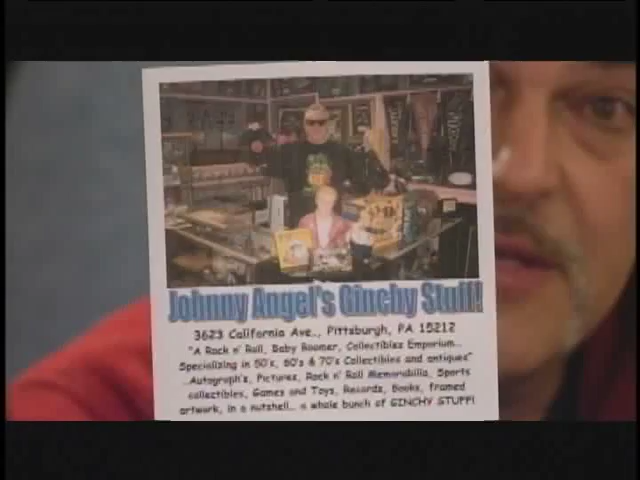 Johnny Angel's Ginchy Stuff!
3623 California Ave.., Pittsburgh, PA 15212
"A Rock n' Roll, Baby Boomer, Collectibles Emporium...
Specializing in 50's, 60's & 70's Collectibles and antiques"
...Autograph's, Pictures, Rock n' Roll Memorabilia, Sports
collectibles, Games and Toys, Records, Books, framed
artwork, in a nutshell... a whole bunch of GINCHY STUFF!